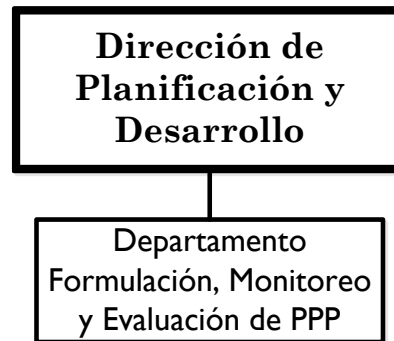 Dirección de
Planificación y
Desarrollo
Departamento
Formulación, Monitoreo
y Evaluación de PPP